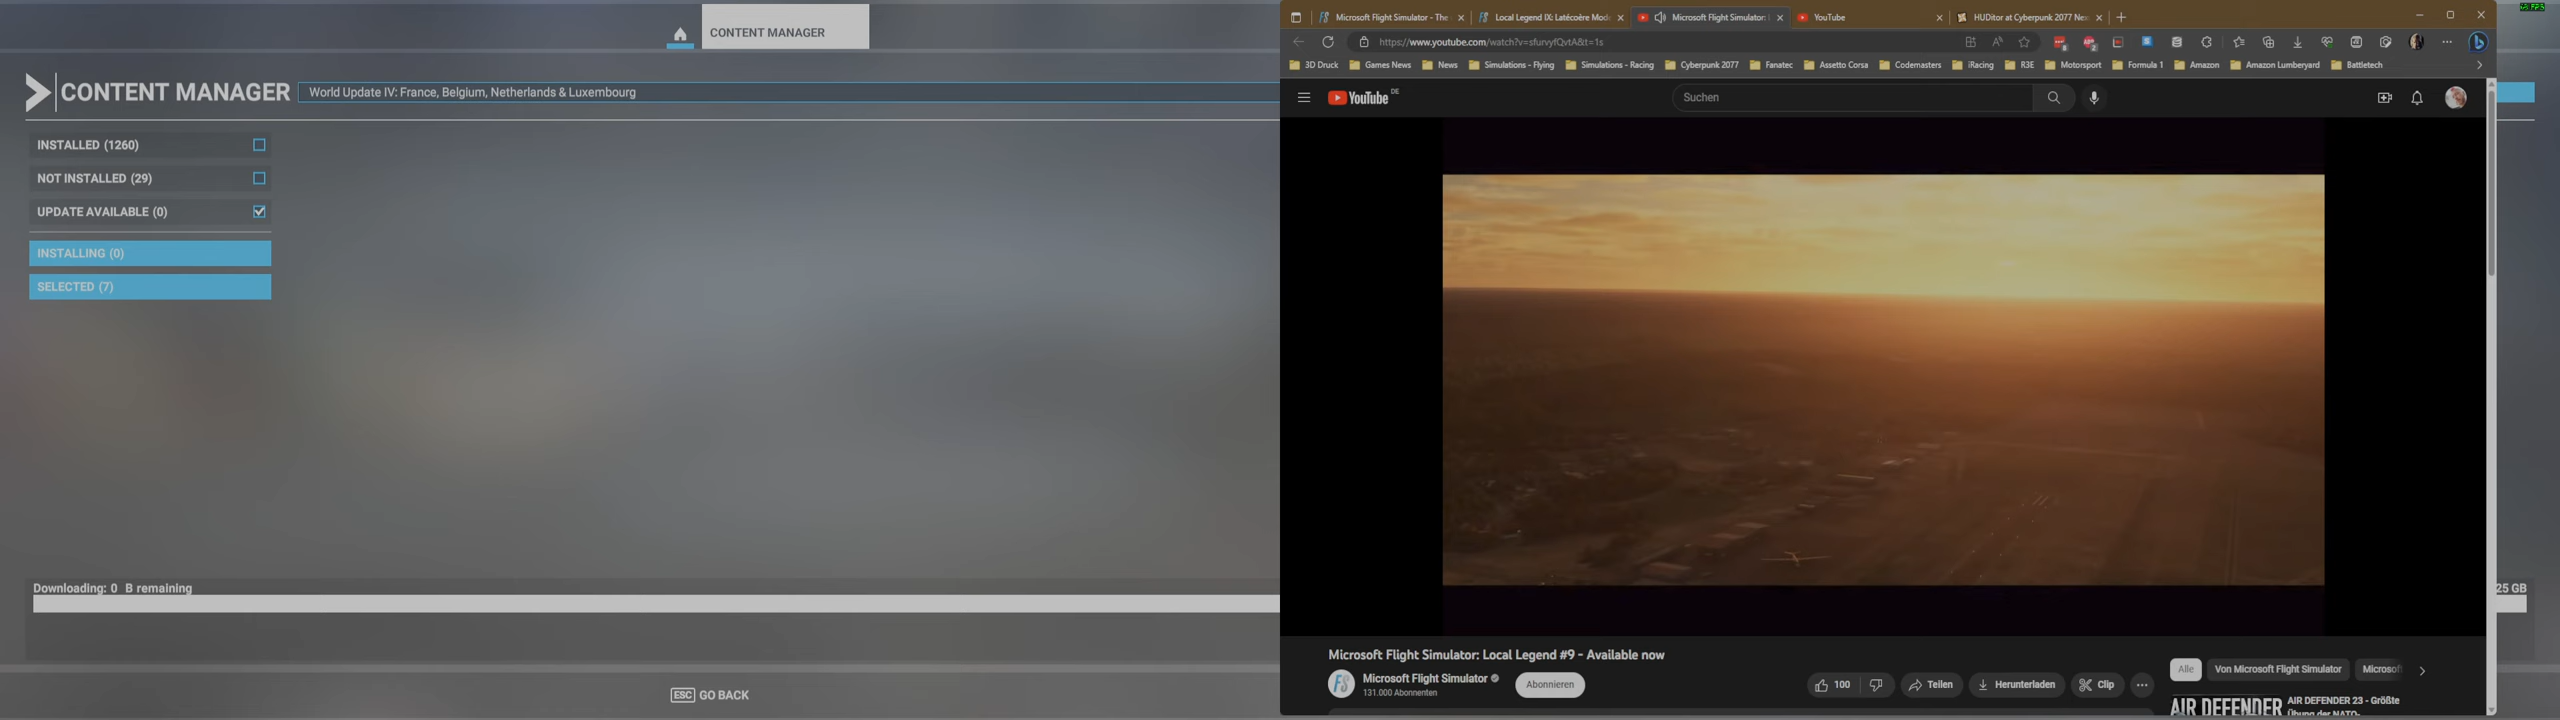 CONTENT MANAGER
CONTENT MANAGER
World Update IV: France, Belgium, Netherlands & Luxembourg
INSTALLED (1260)
NOT INSTALLED (29)
UPDATE AVAILABLE (0)
INSTALLING (0)
SELECTED (7)
Downloading: 0 B remaining
25 GB
ESC GO BACK
Microsoft Flight Simulator - The
Local Legend IX: Latécoère Mod
Microsoft Flight Simulator:
YouTube
HUDitor at Cyberpunk 2077 Ne
https://www.youtube.com/watch?v=sfurvyfQvtA&t=1s
3D Druck
Games News
News
Simulations - Flying
Simulations - Racing
Cyberpunk 2077
Fanatec
Assetto Corsa
Codemasters
iRacing
R3E
Motorsport
Formula 1
Amazon
Amazon Lumberyard
Battletech
YouTube DE
Suchen
Microsoft Flight Simulator: Local Legend #9 - Available now
FS
Microsoft Flight Simulator
131.000 Abonnenten
Abonnieren
100
Teilen
Herunterladen
Clip
Alle
Von Microsoft Flight Simulator
Microsof
AIR DEFENDER
AIR DEFENDER 23 - Größte
Übung der NATO-